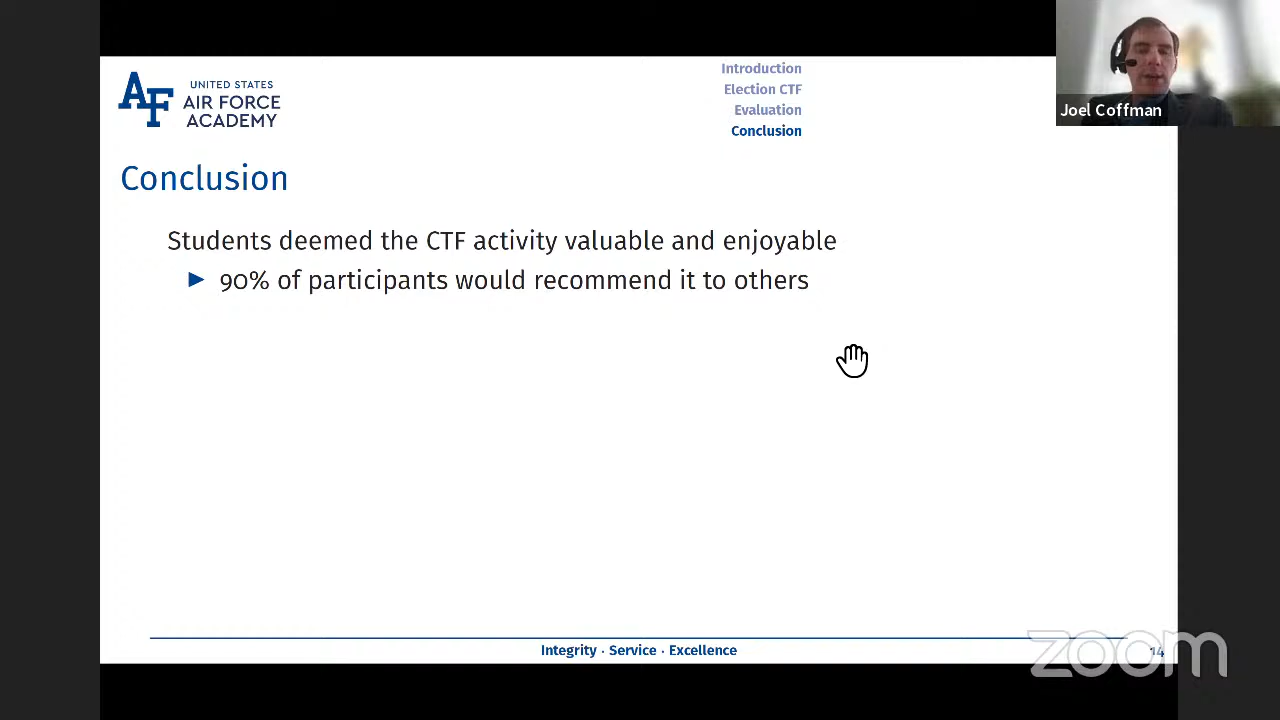 UNITED STATES
AIR FORCE
ACADEMY
Introduction
Election CTF
Evaluation
Conclusion
Joel Coffman
Conclusion
Students deemed the CTF activity valuable and enjoyable
90% of participants would recommend it to others
Integrity · Service · Excellence
14
zoom